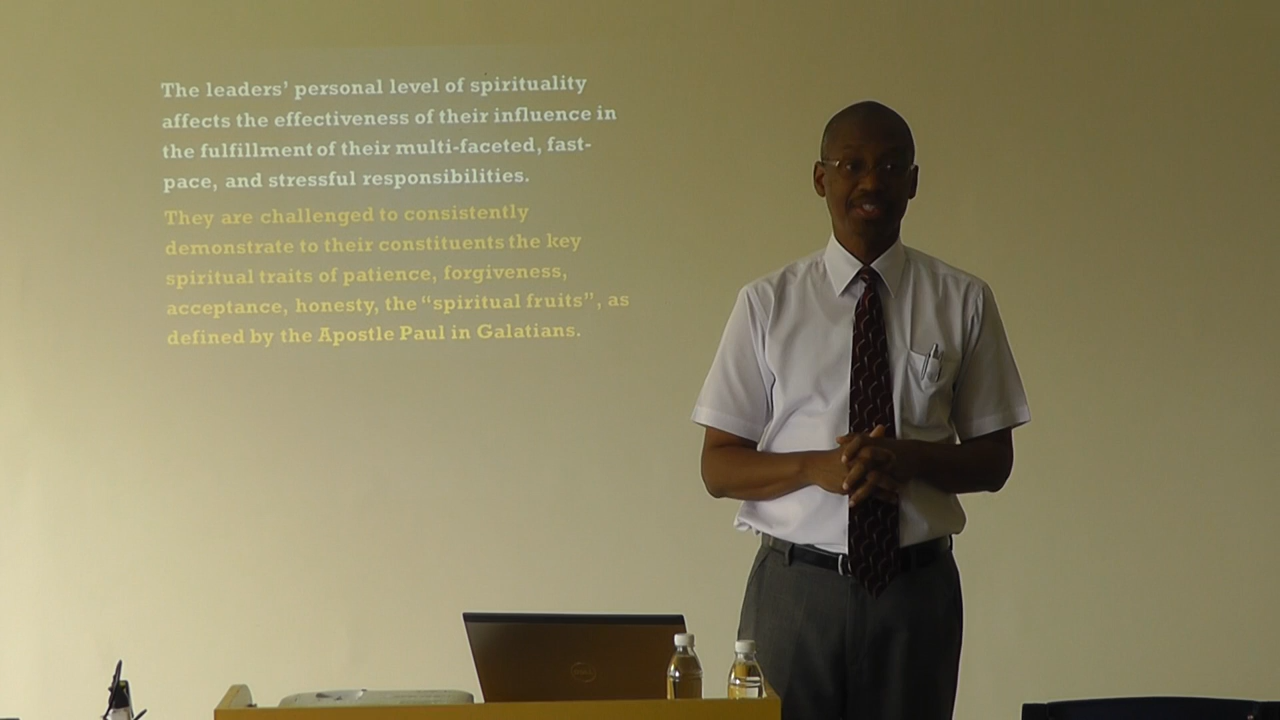 The leaders’ personal level of spirituality
affects the effectiveness of their influence in
the fulfillment of their multi-faceted, fast-
pace, and stressful responsibilities.
They are challenged to consistently
demonstrate to their constituents the key
spiritual traits of patience, forgiveness,
acceptance, honesty, the “spiritual fruits”, as
defined by the Apostle Paul in Galatians.
DELL